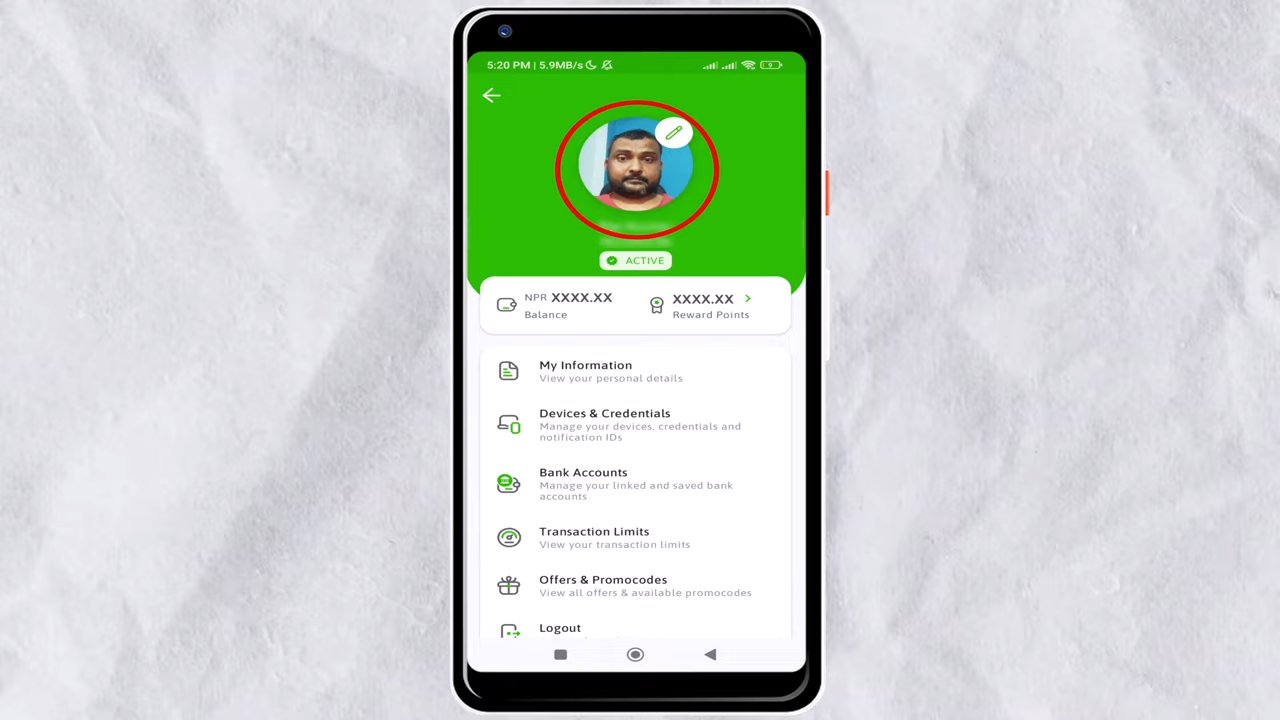 5:20 PM | 5.9MB/s
9
ACTIVE
NPR XXXX.XX
Balance
XXXX.XX
Reward Points
My Information
View your personal details
Devices & Credentials
Manage your devices, credentials and
notification IDs
Bank Accounts
Manage your linked and saved bank
accounts
Transaction Limits
View your transaction limits
Offers & Promocodes
View all offers & available promocodes
Logout